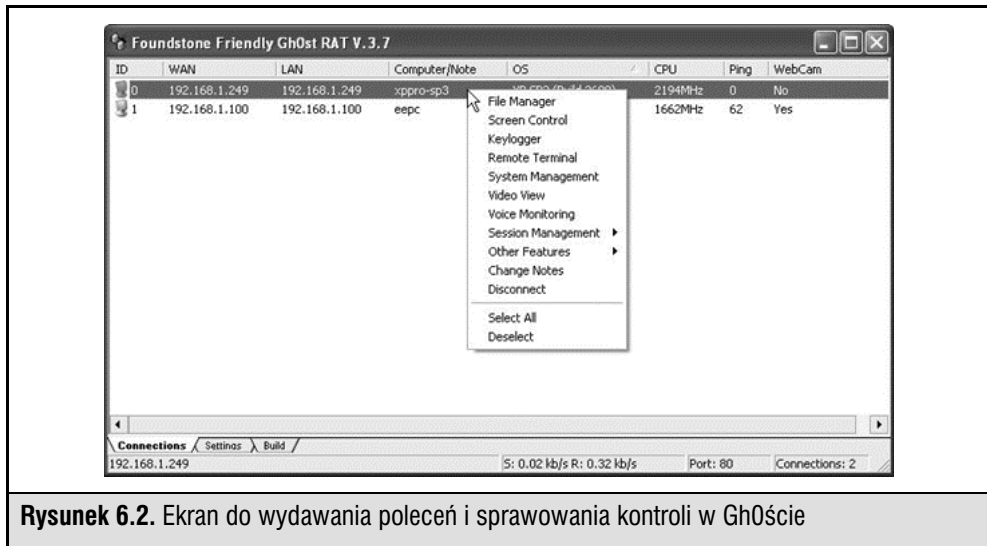 Foundstone Friendly Gh0st RAT V.3.7
ID WAN LAN Computer/Note OS CPU Ping WebCam
0 192.168.1.249 192.168.1.249 xppro-sp3 2194MHz 0 No
1 192.168.1.100 192.168.1.100 eepc 1662MHz 62 Yes
File Manager
Screen Control
Keylogger
Remote Terminal
System Management
Video View
Voice Monitoring
Session Management
Other Features
Change Notes
Disconnect
Select All
Deselect
Connections Settings Build
192.168.1.249 S: 0.02 kb/s R: 0.32 kb/s Port: 80 Connections: 2
Rysunek 6.2. Ekran do wydawania poleceń i sprawowania kontroli w Gh0ście